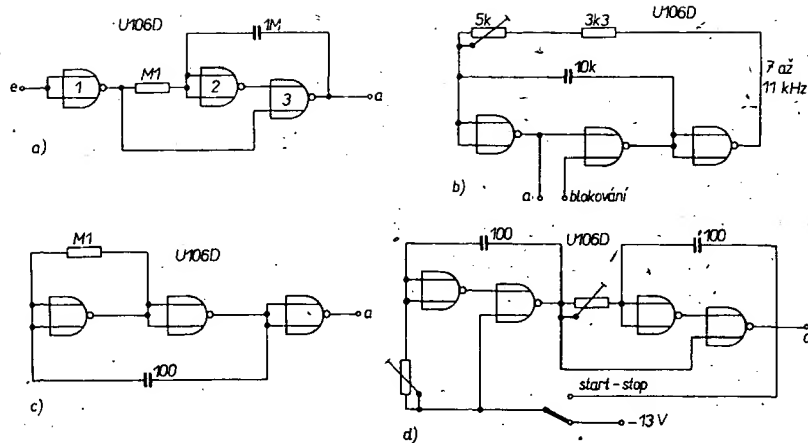 U106D
1M
M1
e
1
2
3
a
a)
U106D
5k
3k3
10k
7 až
11 kHz
a
blokování
b)
M1
U106D
a
100
c)
100
U106D
100
a
start-stop
-13V
d)